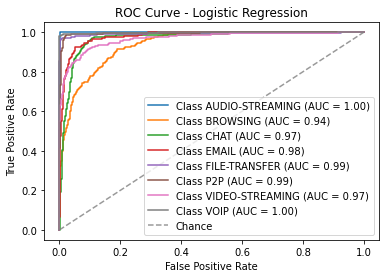 ROC Curve - Logistic Regression
True Positive Rate
1.0
0.8
0.6
0.4
0.2
0.0
Class AUDIO-STREAMING (AUC = 1.00)
Class BROWSING (AUC = 0.94)
Class CHAT (AUC = 0.97)
Class EMAIL (AUC = 0.98)
Class FILE-TRANSFER (AUC = 0.99)
Class P2P (AUC = 0.99)
Class VIDEO-STREAMING (AUC = 0.97)
Class VOIP (AUC = 1.00)
Chance
0.0 0.2 0.4 0.6 0.8 1.0
False Positive Rate